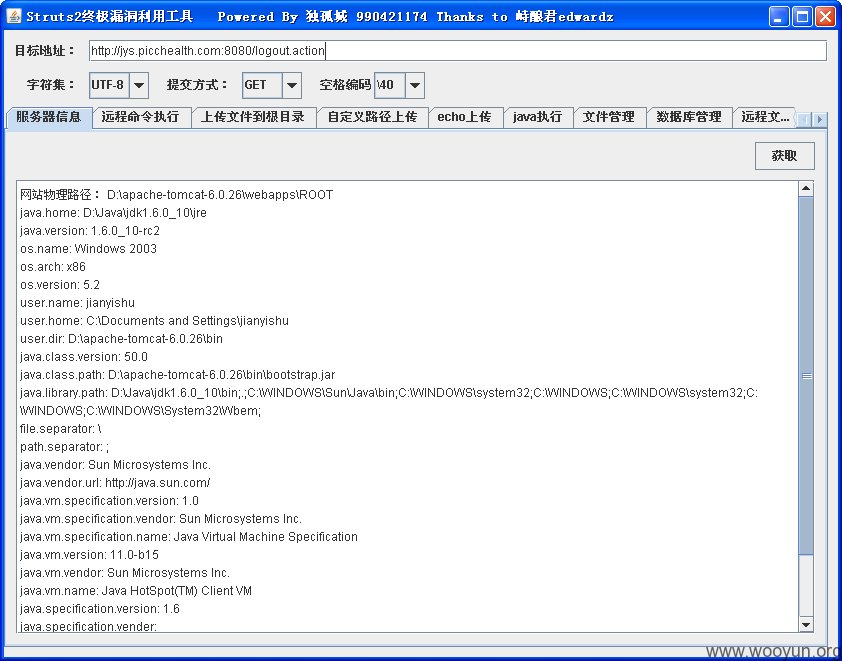 Struts2终极漏洞利用工具 Powered By 独孤城 990421174 Thanks to 峙酿君edwardz
目标地址： http://jys.picchealth.com:8080/logout.action
字符集： UTF-8 提交方式： GET 空格编码 \40
服务器信息 远程命令执行 上传文件到根目录 自定义路径上传 echo上传 java执行 文件管理 数据库管理 远程文...
获取
网站物理路径： D:\apache-tomcat-6.0.26\webapps\ROOT
java.home: D:\Java\jdk1.6.0_10\jre
java.version: 1.6.0_10-rc2
os.name: Windows 2003
os.arch: x86
os.version: 5.2
user.name: jianyishu
user.home: C:\Documents and Settings\jianyishu
user.dir: D:\apache-tomcat-6.0.26\bin
java.class.version: 50.0
java.class.path: D:\apache-tomcat-6.0.26\bin\bootstrap.jar
java.library.path: D:\Java\jdk1.6.0_10\bin;.;C:\WINDOWS\Sun\Java\bin;C:\WINDOWS\system32;C:\WINDOWS;C:\WINDOWS\system32;C:
\WINDOWS;C:\WINDOWS\System32\Wbem;
file.separator: \
path.separator: ;
java.vendor: Sun Microsystems Inc.
java.vendor.url: http://java.sun.com/
java.vm.specification.version: 1.0
java.vm.specification.vendor: Sun Microsystems Inc.
java.vm.specification.name: Java Virtual Machine Specification
java.vm.version: 11.0-b15
java.vm.vendor: Sun Microsystems Inc.
java.vm.name: Java HotSpot(TM) Client VM
java.specification.version: 1.6
java.specification.vender:
www.wooyun.org